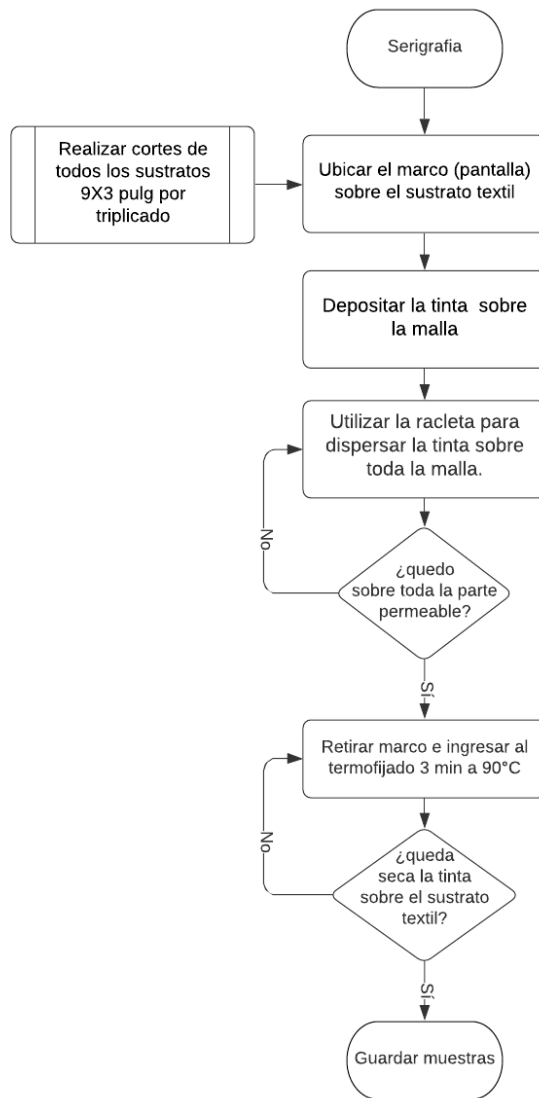 Serigrafia
Realizar cortes de
todos los sustratos
9X3 pulg por
triplicado
Ubicar el marco (pantalla)
sobre el sustrato textil
Depositar la tinta sobre
la malla
Utilizar la racleta para
dispersar la tinta sobre
toda la malla.
No
¿quedo
sobre toda la parte
permeable?
Sí
Retirar marco e ingresar al
termofijado 3 min a 90°C
No
¿queda
seca la tinta
sobre el sustrato
textil?
Sí
Guardar muestras